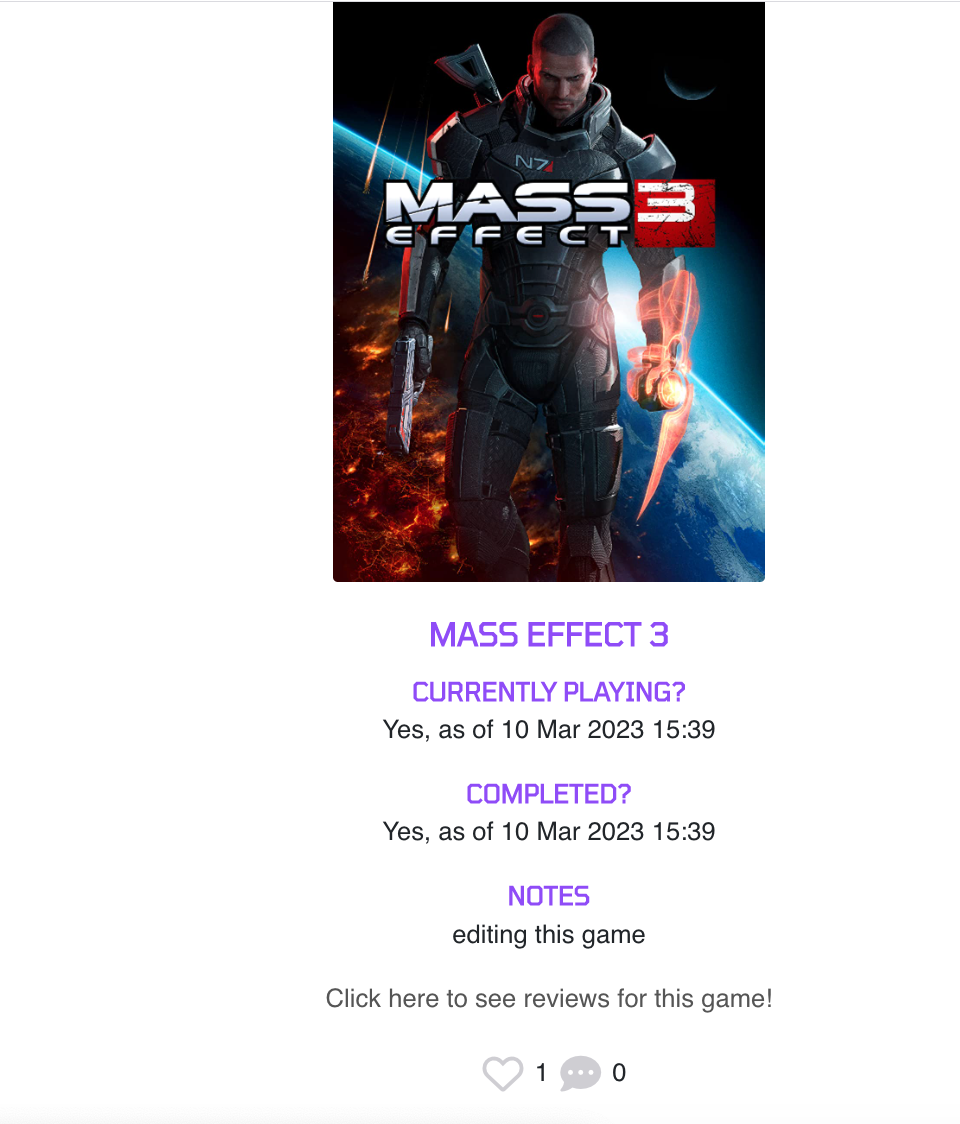 N7
MASS 3
EFFECT
MASS EFFECT 3
CURRENTLY PLAYING?
Yes, as of 10 Mar 2023 15:39
COMPLETED?
Yes, as of 10 Mar 2023 15:39
NOTES
editing this game
Click here to see reviews for this game!
1 0